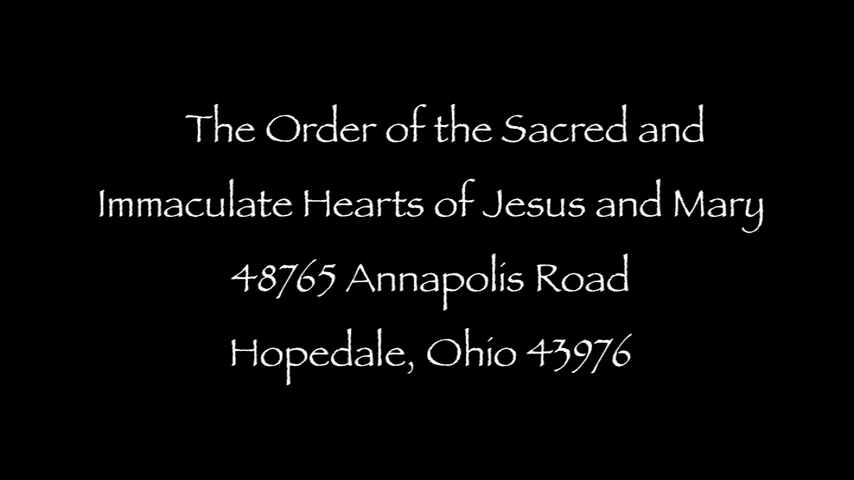 The Order of the Sacred and
Immaculate Hearts of Jesus and Mary
48765 Annapolis Road
Hopedale, Ohio 43976